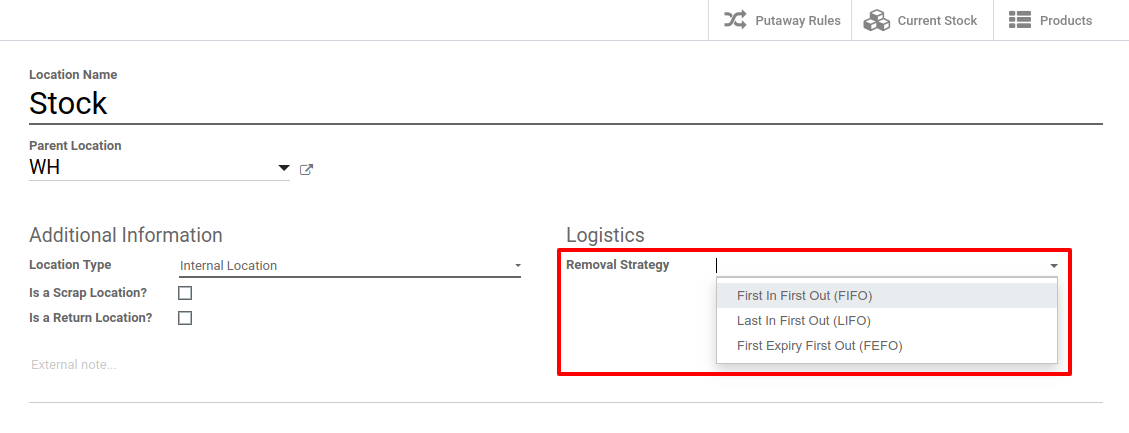 Putaway Rules Current Stock Products
Location Name
Stock
Parent Location
WH
Additional Information
Location Type Internal Location
Is a Scrap Location?
Is a Return Location?
External note...
Logistics
Removal Strategy
First In First Out (FIFO)
Last In First Out (LIFO)
First Expiry First Out (FEFO)